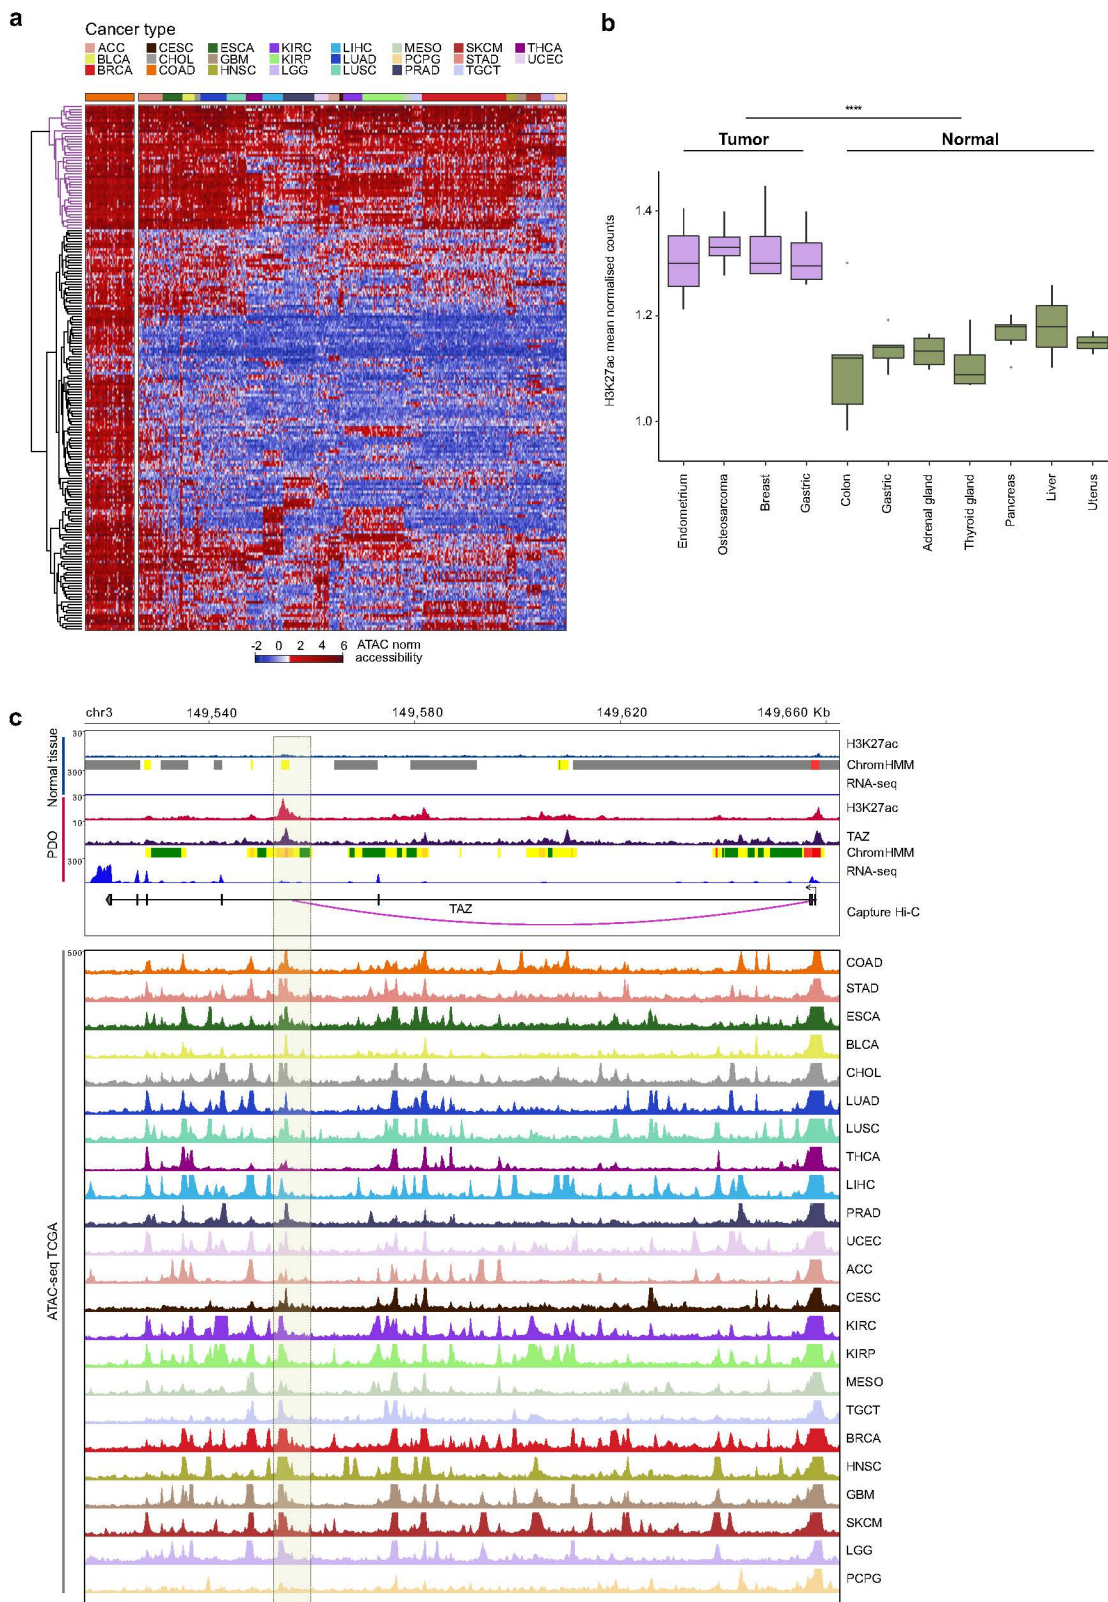 a
Cancer type
ACC CESC ESCA KIRC LIHC MESO SKCM THCA
BLCA CHOL GBM KIRP LUAD PCPG STAD UCEC
BRCA COAD HNSC LGG LUSC PRAD TGCT
-2 0 2 4 6 ATAC norm
accessibility
b
****
Tumor Normal
H3K27ac mean normalised counts
1.4
1.2
1.0
Endometrium
Osteosarcoma
Breast
Gastric
Colon
Gastric
Adrenal gland
Thyroid gland
Pancreas
Liver
Uterus
c
chr3 149,540 149,580 149,620 149,660 Kb
Normal tissue
30 H3K27ac
ChromHMM
300 RNA-seq
PDO
30 H3K27ac
10 TAZ
ChromHMM
300 RNA-seq
TAZ
Capture Hi-C
ATAC-seq TCGA
500 COAD
STAD
ESCA
BLCA
CHOL
LUAD
LUSC
THCA
LIHC
PRAD
UCEC
ACC
CESC
KIRC
KIRP
MESO
TGCT
BRCA
HNSC
GBM
SKCM
LGG
PCPG